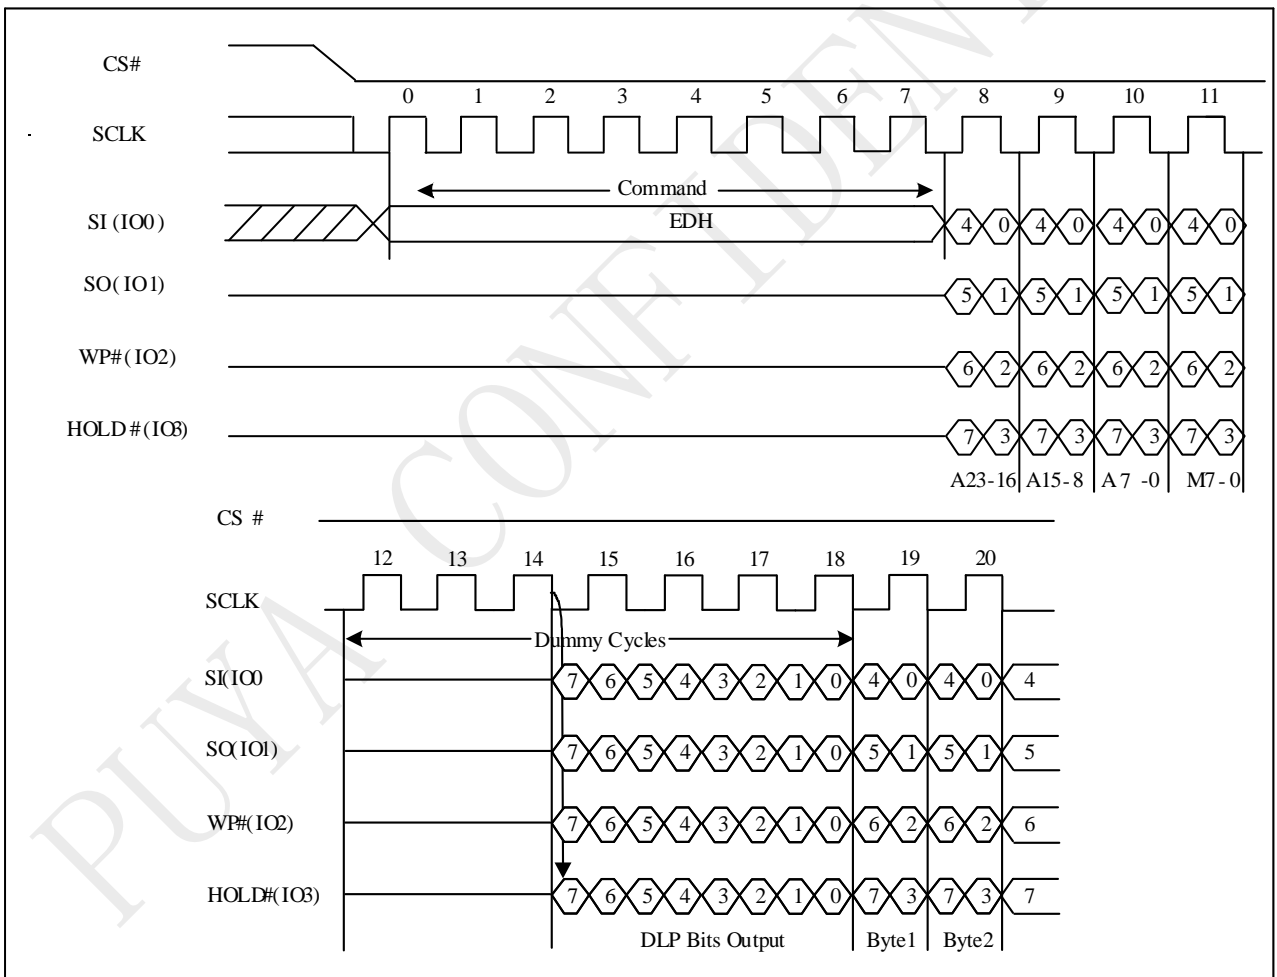 CS#
0 1 2 3 4 5 6 7 8 9 10 11
SCLK
Command
SI (IO0) EDH 4 0 4 0 4 0 4 0
SO( IO1) 5 1 5 1 5 1 5 1
WP#( IO2) 6 2 6 2 6 2 6 2
HOLD #(IO3) 7 3 7 3 7 3 7 3
A23-16 A15-8 A 7 -0 M7-0
CS #
12 13 14 15 16 17 18 19 20
SCLK
Dummy Cycles
SI(IO0 7 6 5 4 3 2 1 0 4 0 4 0 4
SO(IO1) 7 6 5 4 3 2 1 0 5 1 5 1 5
WP#(IO2) 7 6 5 4 3 2 1 0 6 2 6 2 6
HOLD#(IO3) 7 6 5 4 3 2 1 0 7 3 7 3 7
DLP Bits Output Byte1 Byte2
PUYA CONFIDEN